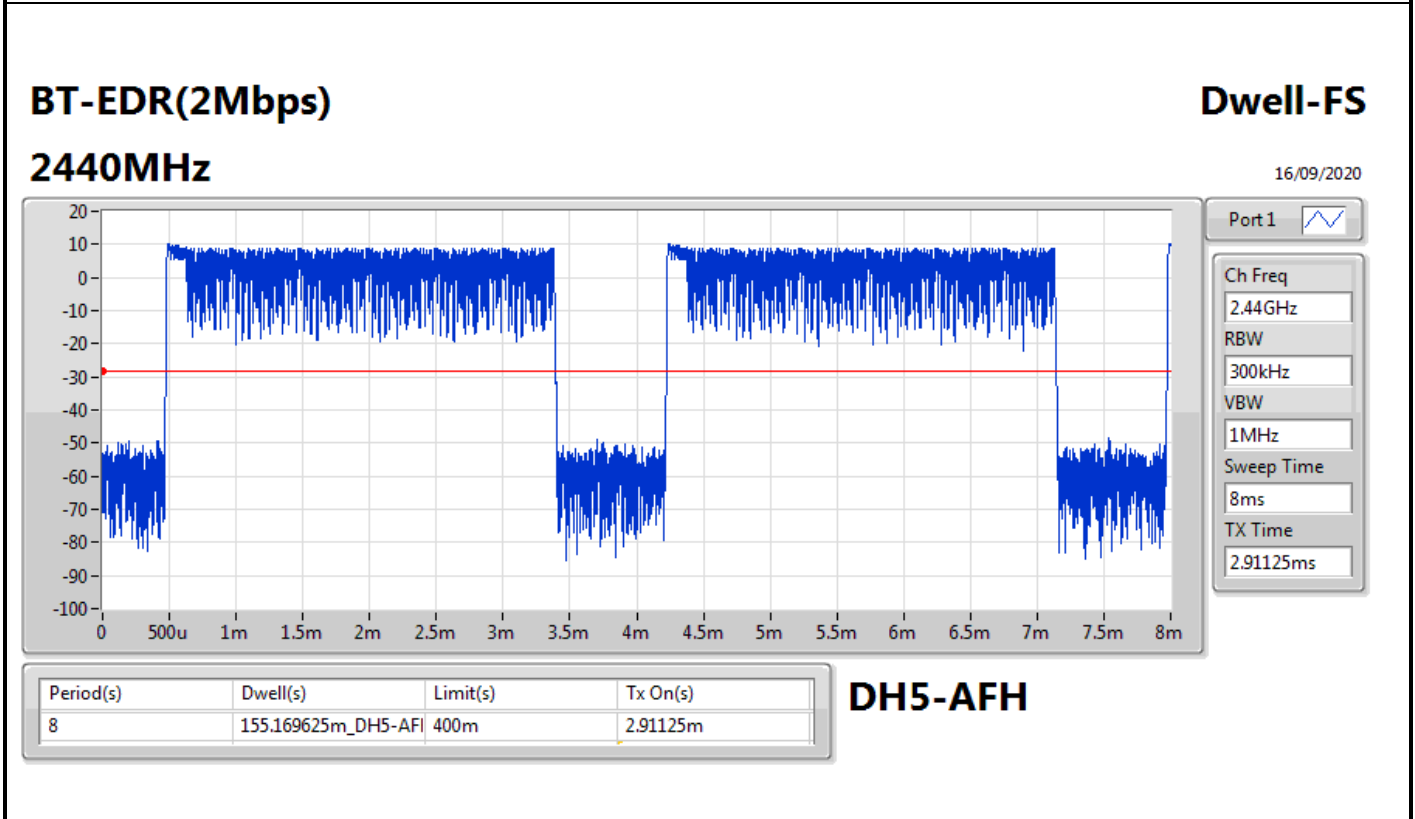 BT-EDR(2Mbps)
Dwell-FS
2440MHz
16/09/2020
20
10
0
-10
-20
-30
-40
-50
-60
-70
-80
-90
-100
0 500u 1m 1.5m 2m 2.5m 3m 3.5m 4m 4.5m 5m 5.5m 6m 6.5m 7m 7.5m 8m
Port 1
Ch Freq
2.44GHz
RBW
300kHz
VBW
1MHz
Sweep Time
8ms
TX Time
2.91125ms
Period(s) Dwell(s) Limit(s) Tx On(s)
8 155.169625m_DH5-AFI 400m 2.91125m
DH5-AFH